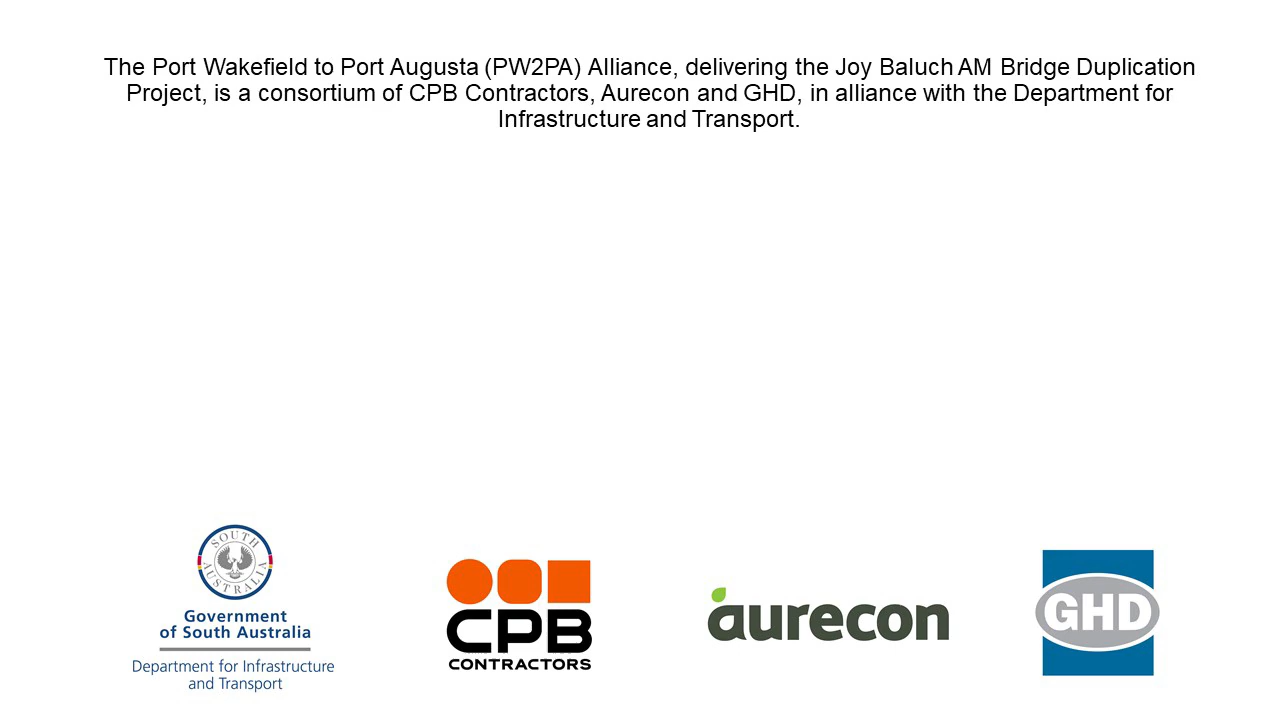 The Port Wakefield to Port Augusta (PW2PA) Alliance, delivering the Joy Baluch AM Bridge Duplication
Project, is a consortium of CPB Contractors, Aurecon and GHD, in alliance with the Department for
Infrastructure and Transport.
SOUTH
AUSTRALIA
Government
of South Australia
Department for Infrastructure
and Transport
CPB
CONTRACTORS
aurecon
GHD